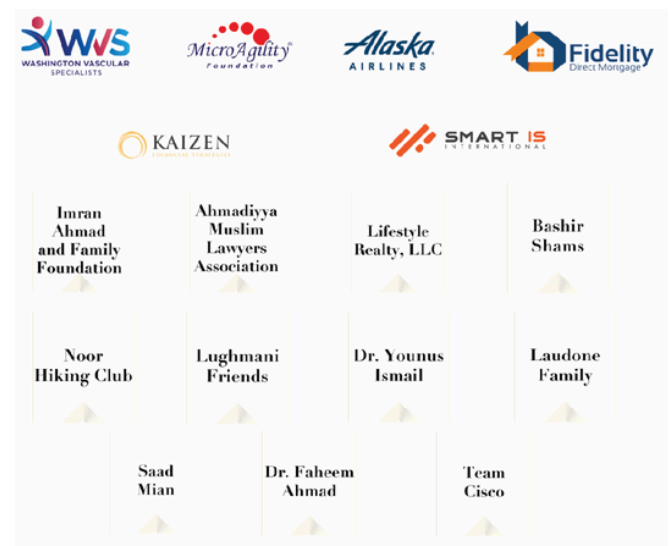 WVS
WASHINGTON VASCULAR
SPECIALISTS
MicroAgility
Foundation
Alaska
AIRLINES
Fidelity
Direct Mortgage
KAIZEN
SMART IS
INTERNATIONAL
Imran
Ahmad
and Family
Foundation
Ahmadiyya
Muslim
Lawyers
Association
Lifestyle
Realty, LLC
Bashir
Shams
Noor
Hiking Club
Lughmani
Friends
Dr. Younus
Ismail
Laudone
Family
Saad
Mian
Dr. Faheem
Ahmad
Team
Cisco